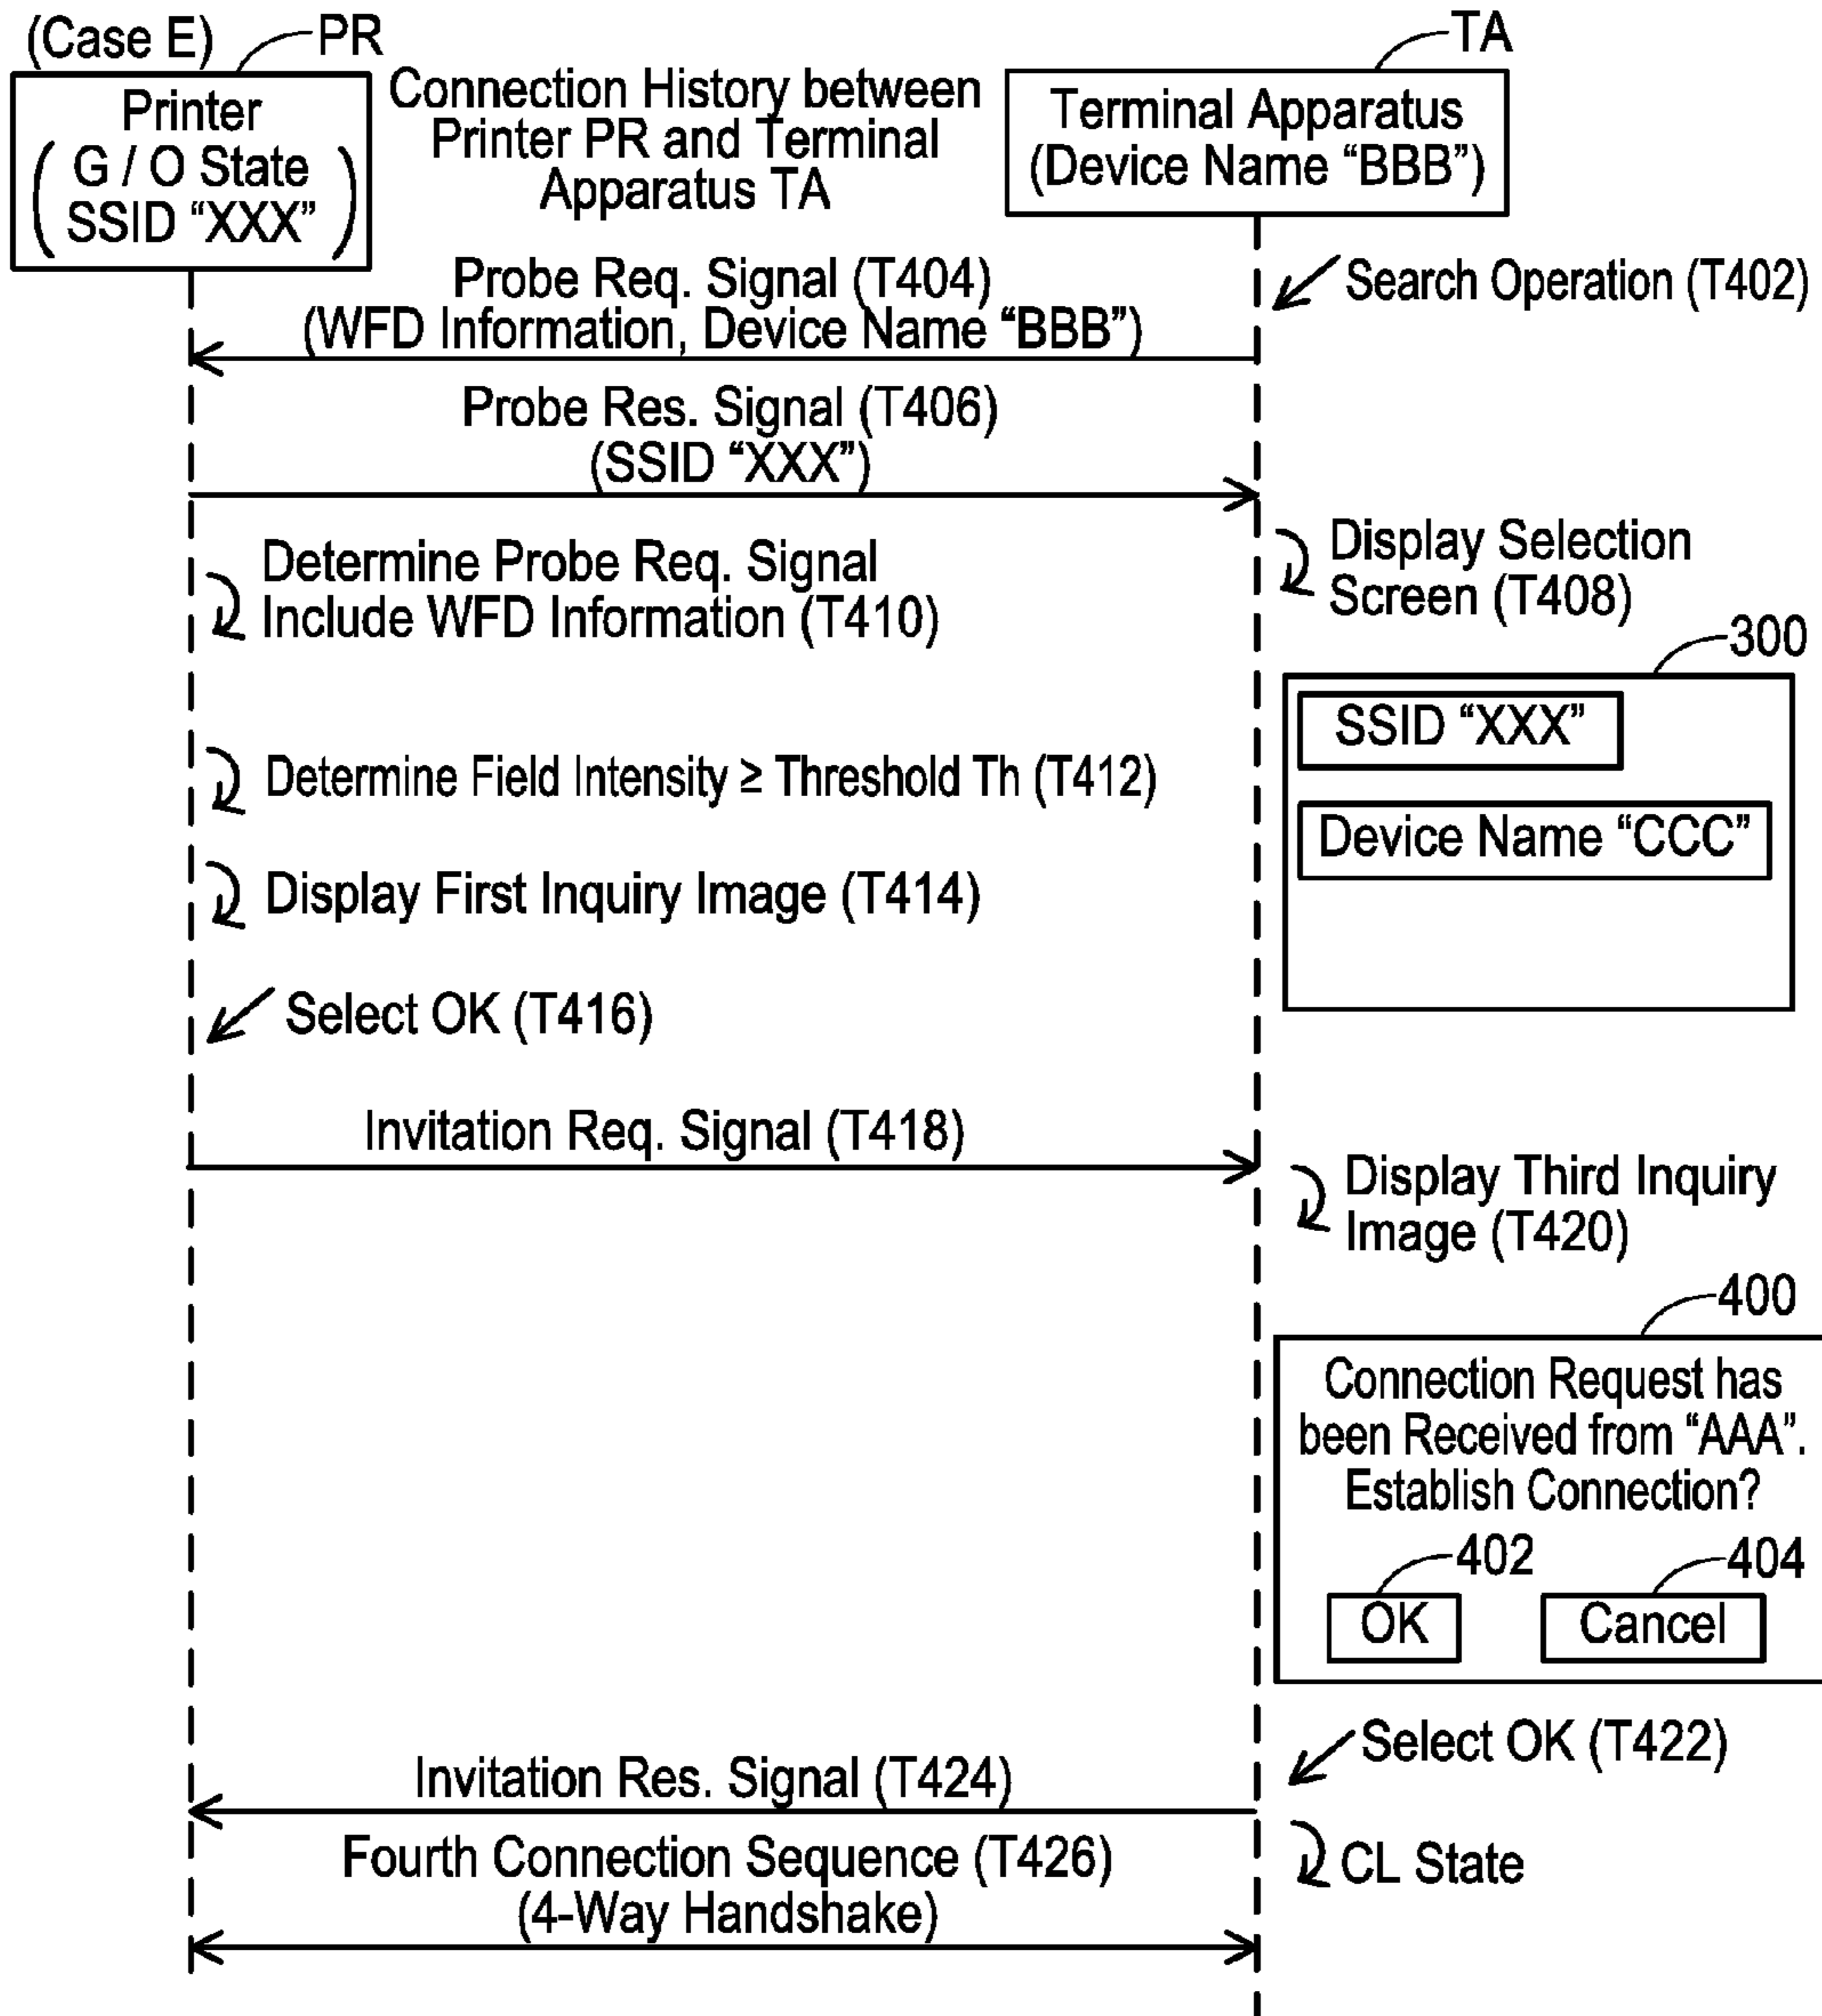 (Case E)
PR
Printer
G / O State
SSID “XXX”
Connection History between
Printer PR and Terminal
Apparatus TA
TA
Terminal Apparatus
(Device Name “BBB”)
Search Operation (T402)
Probe Req. Signal (T404)
(WFD Information, Device Name “BBB”)
Probe Res. Signal (T406)
(SSID “XXX”)
Display Selection
Screen (T408)
Determine Probe Req. Signal
Include WFD Information (T410)
300
SSID “XXX”
Device Name “CCC”
Determine Field Intensity ≥ Threshold Th (T412)
Display First Inquiry Image (T414)
Select OK (T416)
Invitation Req. Signal (T418)
Display Third Inquiry
Image (T420)
400
Connection Request has
been Received from “AAA”.
Establish Connection?
402
404
OK
Cancel
Select OK (T422)
Invitation Res. Signal (T424)
CL State
Fourth Connection Sequence (T426)
(4-Way Handshake)